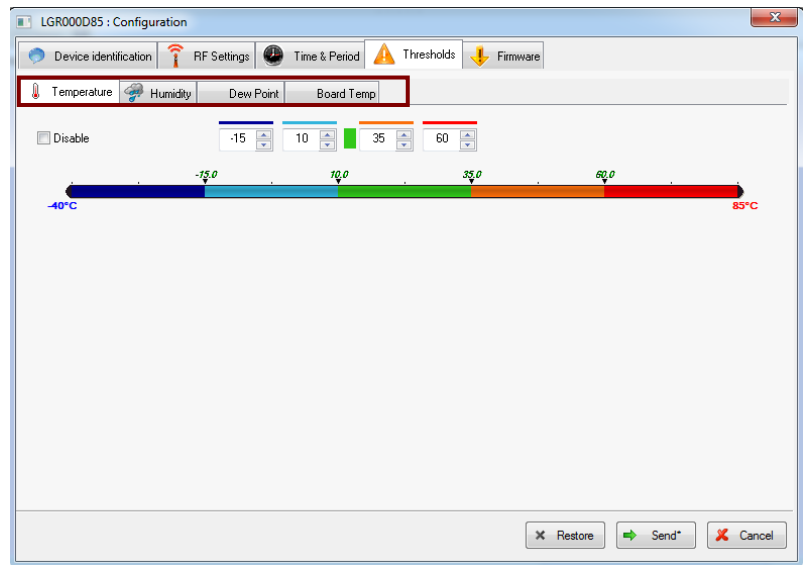 LGR000D85 : Configuration
Device identification RF Settings Time & Period Thresholds Firmware
Temperature Humidity Dew Point Board Temp
Disable -15 10 35 60
-15.0 10.0 35.0 60.0
-40°C 85°C
Restore Send* Cancel